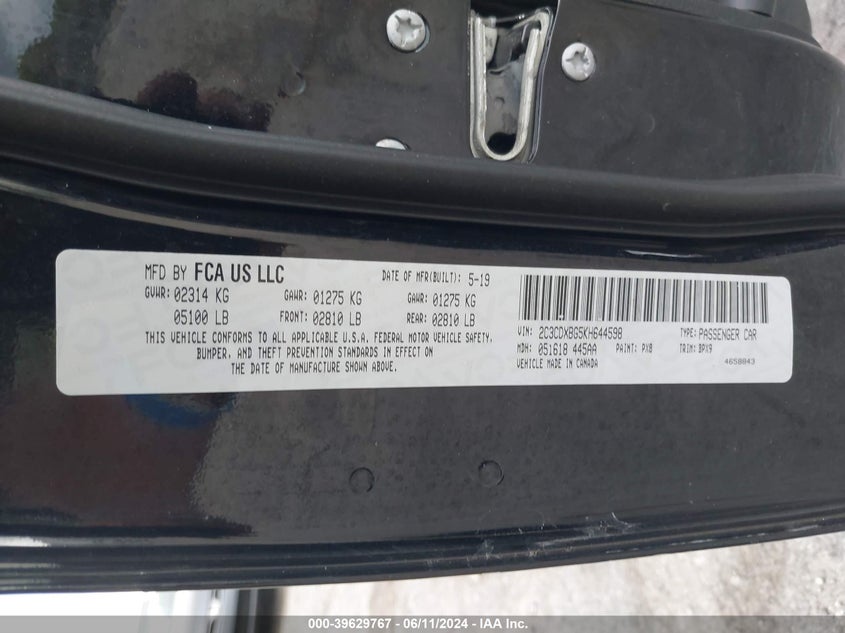 MFD BY FCA US LLC DATE OF MFR(BUILT): 5-19
GVWR: 02314 KG GAWR: 01275 KG GAWR: 01275 KG
05100 LB FRONT: 02810 LB REAR: 02810 LB
THIS VEHICLE CONFORMS TO ALL APPLICABLE U.S.A. FEDERAL MOTOR VEHICLE SAFETY,
BUMPER, AND THEFT PREVENTION STANDARDS IN EFFECT ON
THE DATE OF MANUFACTURE SHOWN ABOVE.
VIN: 2C3CDXBG5KH644598 TYPE: PASSENGER CAR
MDH: 051618 445AA PAINT: PX8 TRIM: BPX9
VEHICLE MADE IN CANADA 4658843
000-39629767 - 06/11/2024 - IAA Inc.